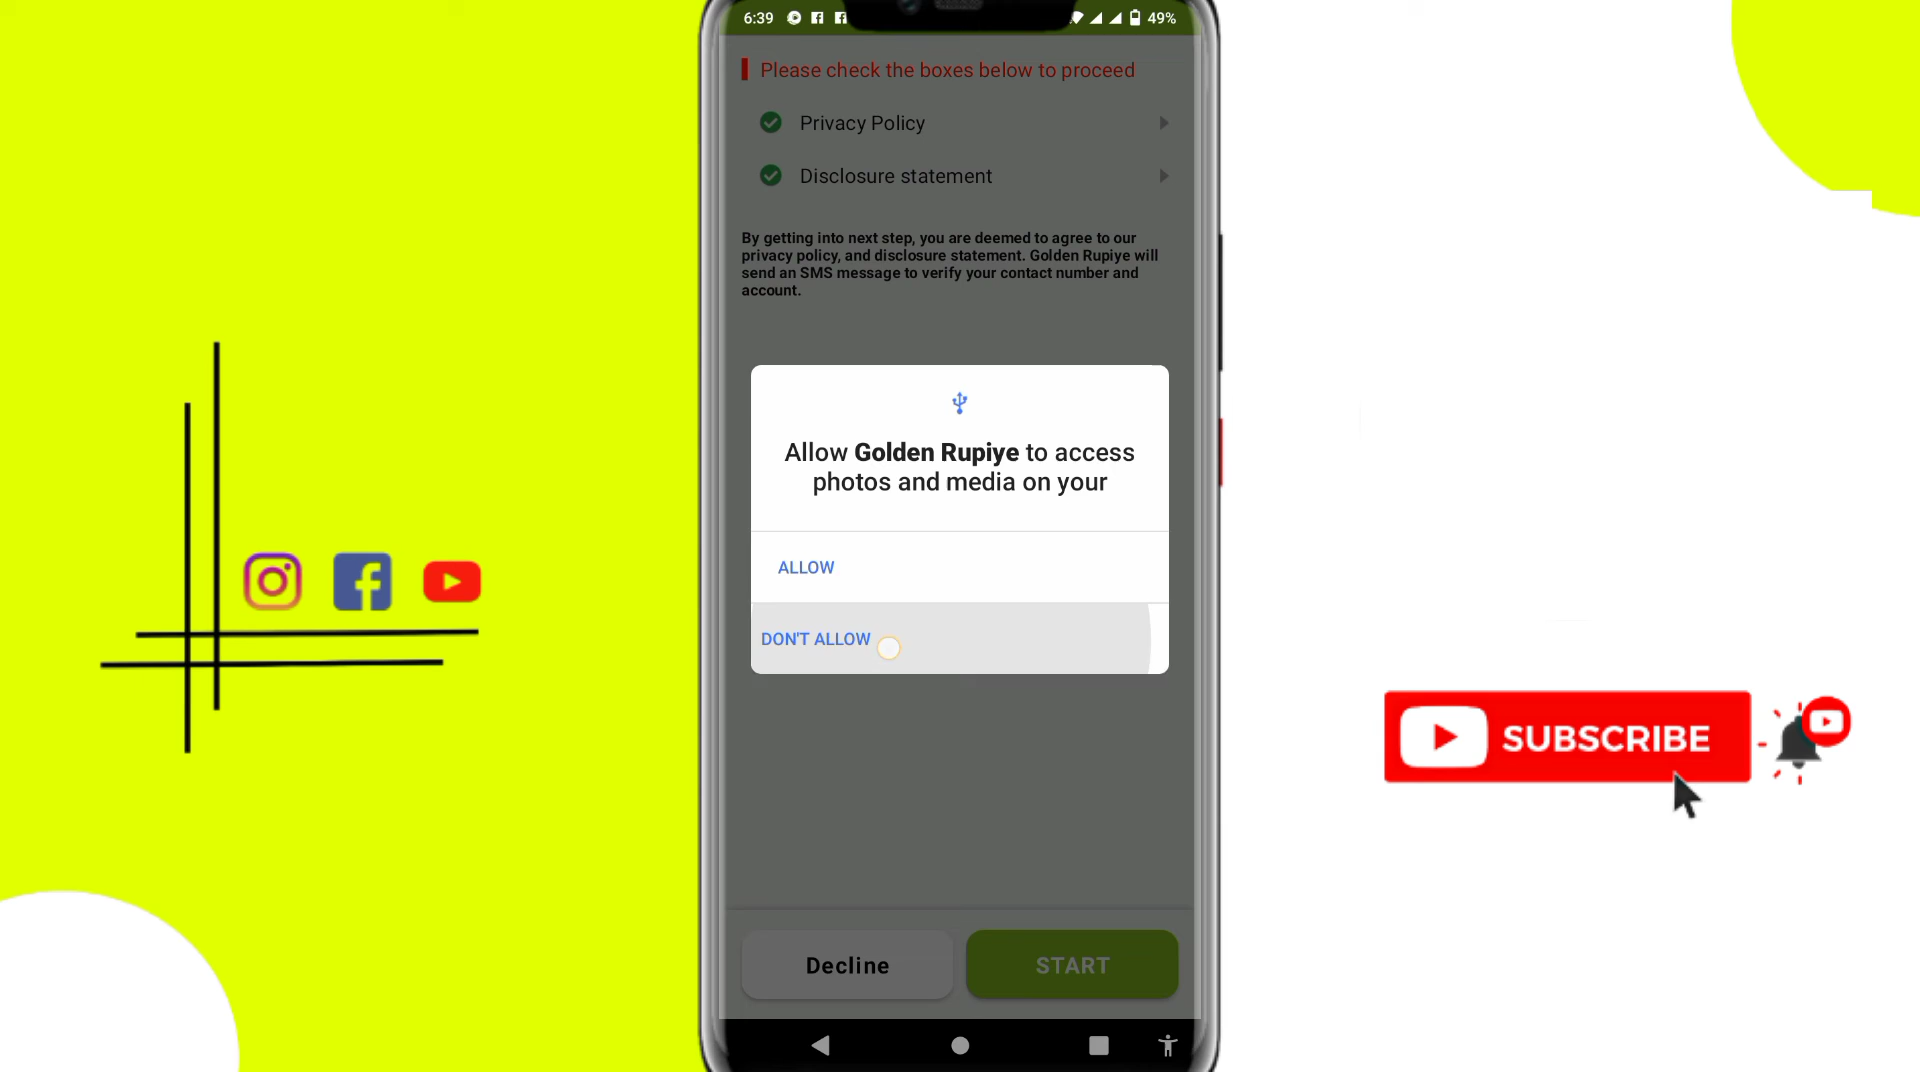 6:39
49%
Please check the boxes below to proceed
Privacy Policy
Disclosure statement
By getting into next step, you are deemed to agree to our
privacy policy, and disclosure statement. Golden Rupiye will
send an SMS message to verify your contact number and
account.
Allow Golden Rupiye to access
photos and media on your
ALLOW
DON'T ALLOW
SUBSCRIBE
Decline
START